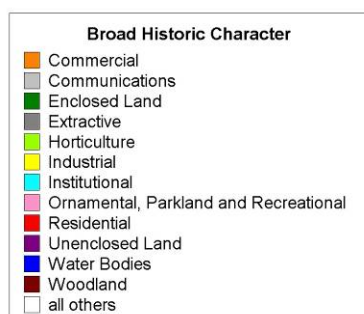 Broad Historic Character
Commercial
Communications
Enclosed Land
Extractive
Horticulture
Industrial
Institutional
Ornamental, Parkland and Recreational
Residential
Unenclosed Land
Water Bodies
Woodland
all others